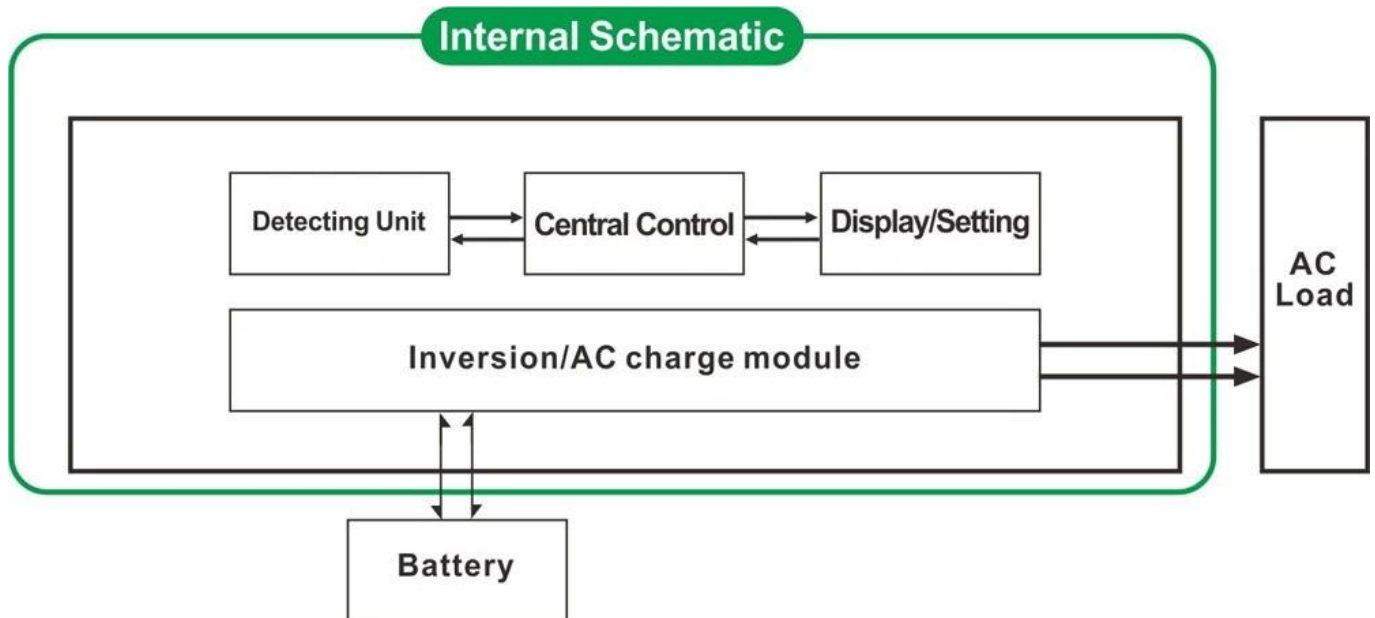 Internal Schematic
Detecting Unit
Central Control
Display/Setting
AC
Load
Inversion/AC charge module
Battery